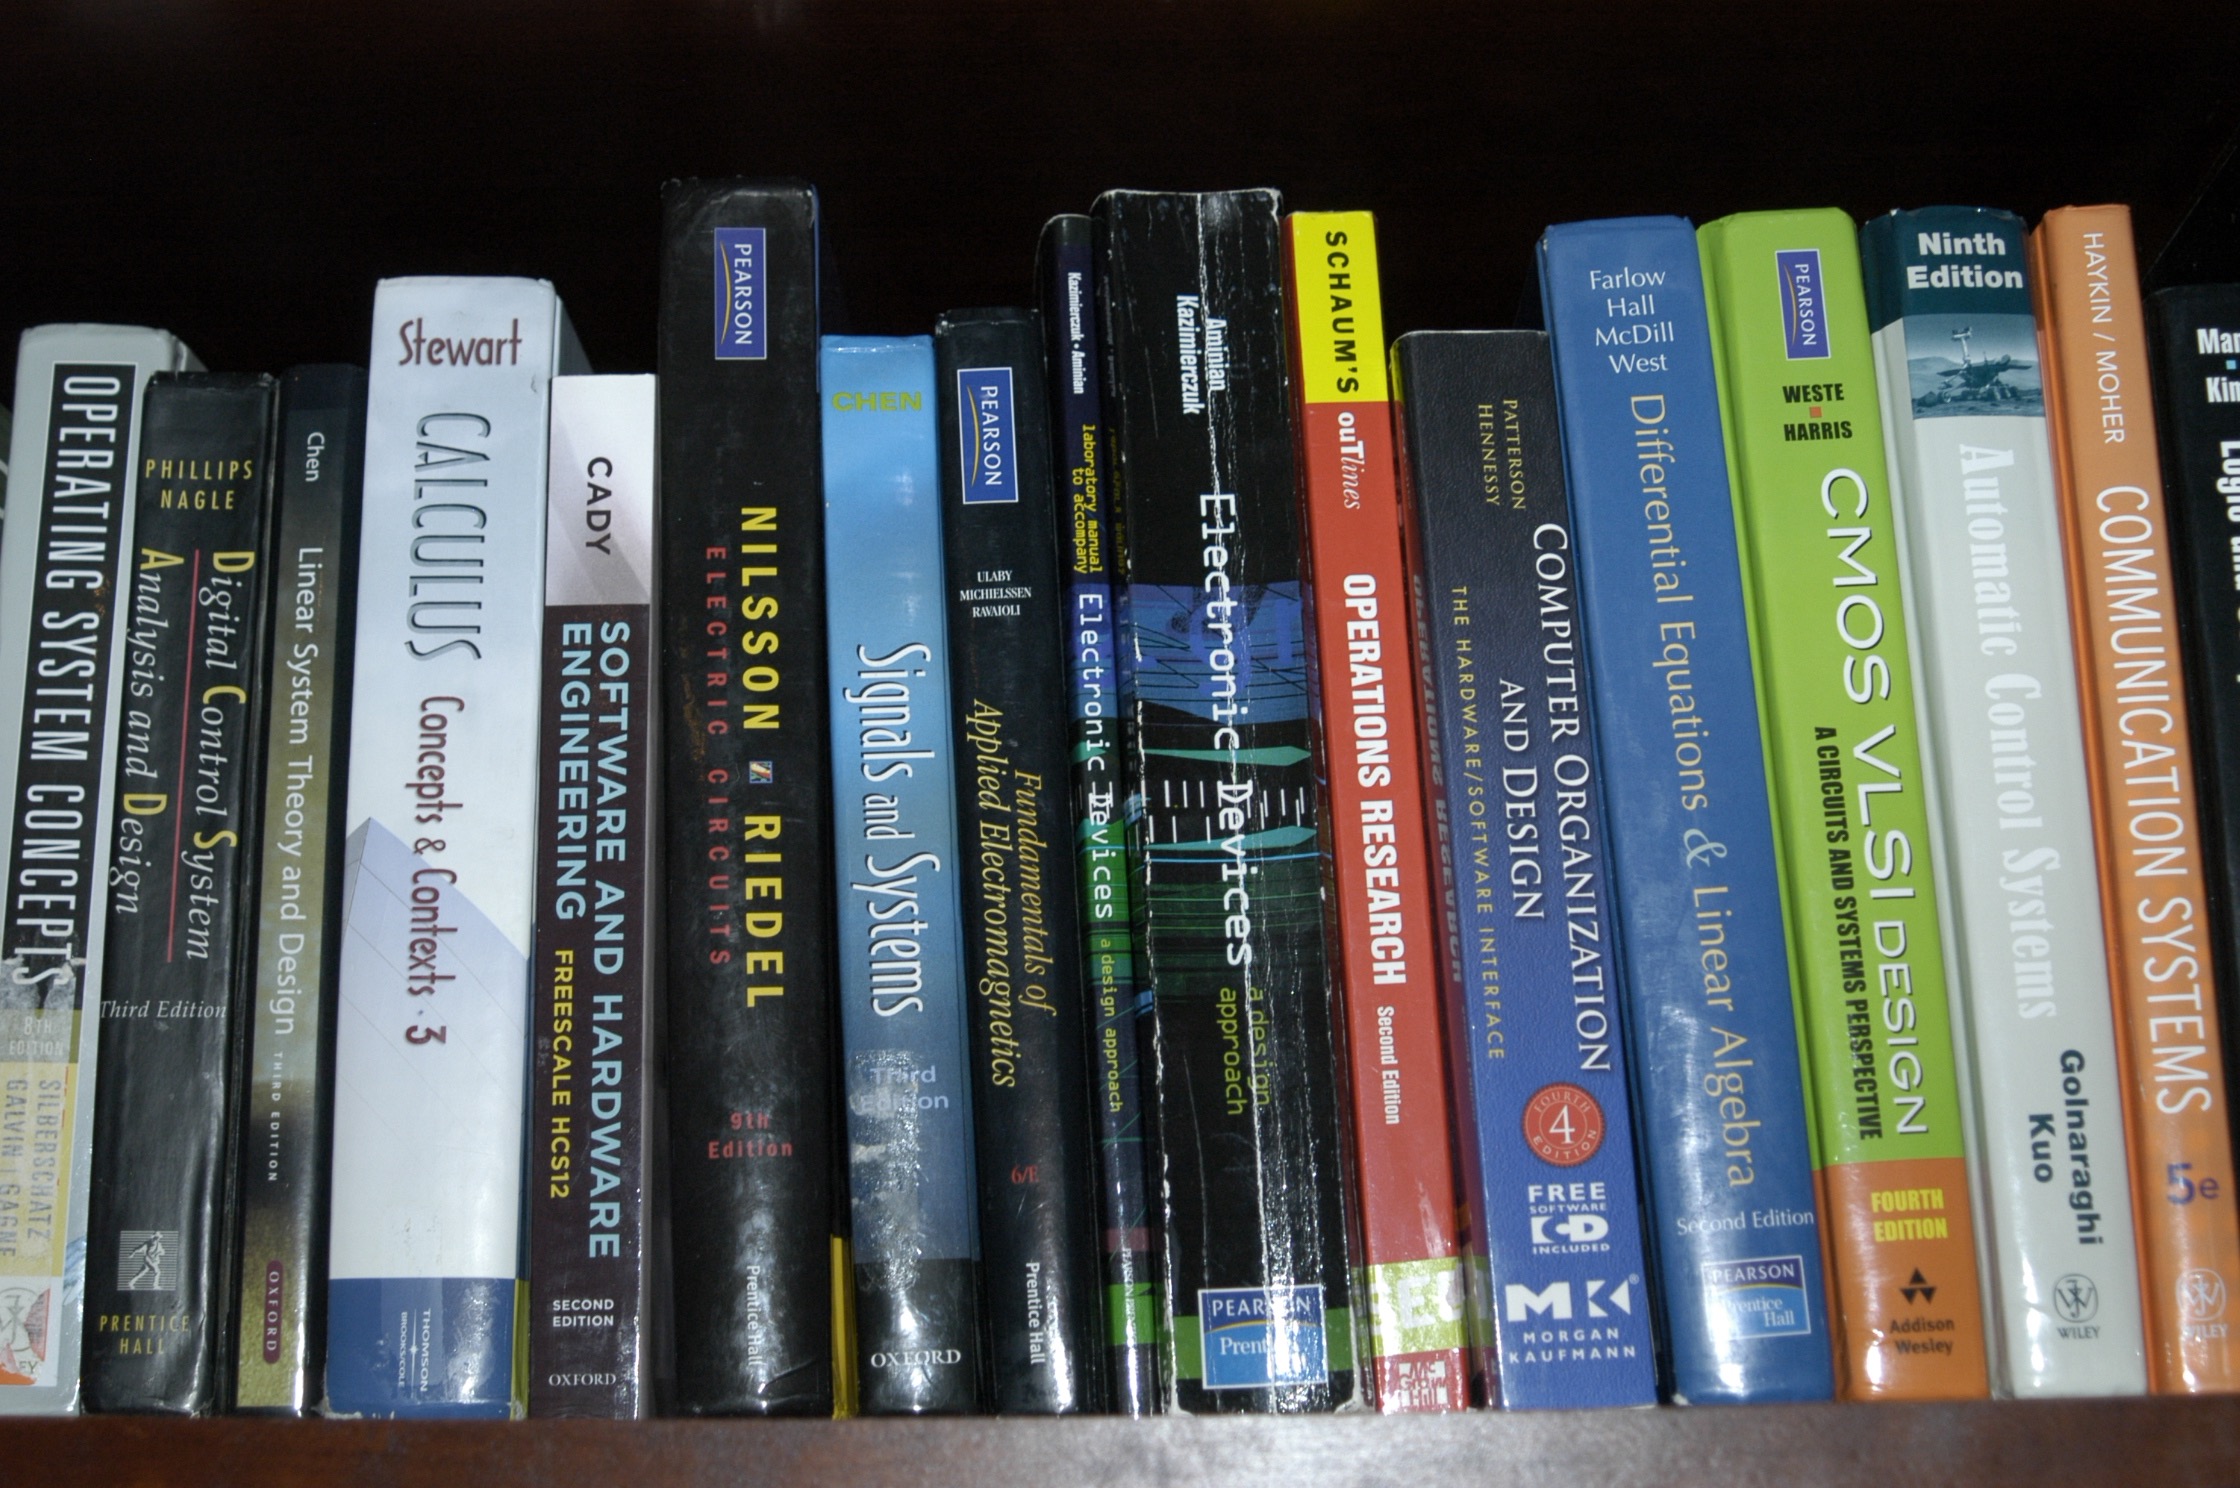 OPERATING SYSTEM CONCEPTS
8TH
EDITION
SILBERSCHATZ
GALVIN | GAGNE
PHILLIPS
NAGLE
Digital Control System
Analysis and Design
Third Edition
PRENTICE
HALL
Chen
Linear System Theory and Design
THIRD EDITION
OXFORD
Stewart
CALCULUS
Concepts & Contexts · 3
THOMSON
BROOKS/COLE
CADY
SOFTWARE AND HARDWARE
ENGINEERING
FREESCALE HCS12
SECOND
EDITION
OXFORD
PEARSON
NILSSON RIEDEL
ELECTRIC CIRCUITS
9th
Edition
Prentice Hall
CHEN
Signals and Systems
Third
Edition
OXFORD
PEARSON
ULABY
MICHIELSSEN
RAVAIOLI
Fundamentals of
Applied Electromagnetics
6/E
Prentice Hall
Kazimierczuk • Aminian
laboratory manual
to accompany
Electronic Devices
a design approach
Aminian
Kazimierczuk
Electronic Devices
a design
approach
PEARSON
SCHAUM'S
ouTlines
OPERATIONS RESEARCH
Second Edition
PATTERSON
HENNESSY
COMPUTER ORGANIZATION
AND DESIGN
THE HARDWARE/SOFTWARE INTERFACE
FOURTH
4
EDITION
FREE
SOFTWARE
CD
INCLUDED
MK®
MORGAN
KAUFMANN
Farlow
Hall
McDill
West
Differential Equations & Linear Algebra
Second Edition
PEARSON
Prentice
Hall
PEARSON
WESTE
HARRIS
CMOS VLSI DESIGN
A CIRCUITS AND SYSTEMS PERSPECTIVE
FOURTH
EDITION
Addison
Wesley
Ninth
Edition
Automatic Control Systems
Golnaraghi
Kuo
WILEY
HAYKIN / MOHER
COMMUNICATION SYSTEMS
5e
WILEY